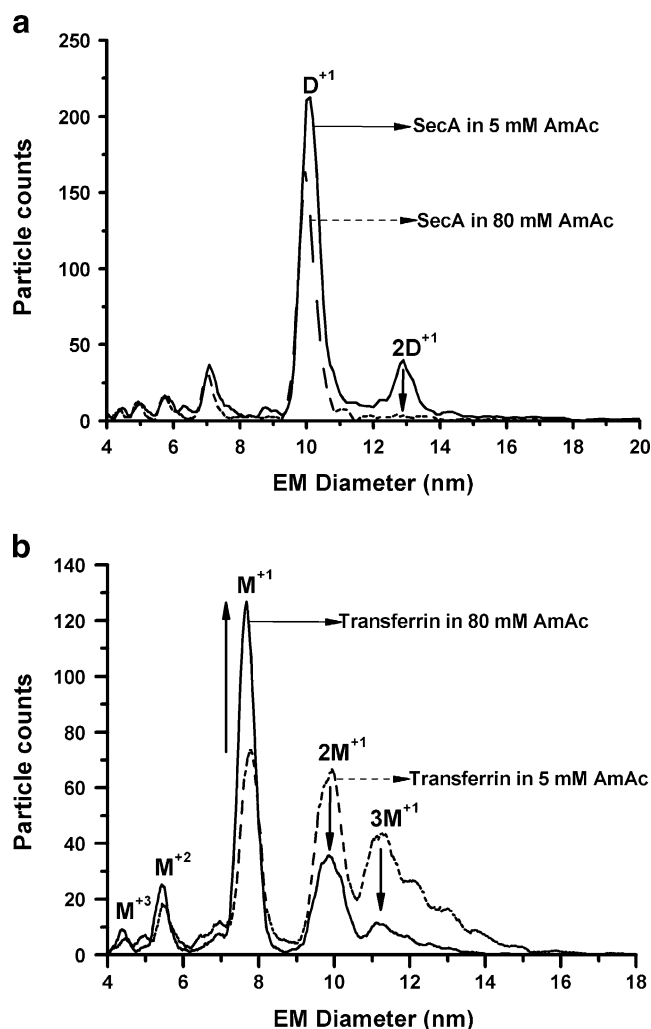 a
250
200
150
100
50
0
Particle counts
D+1
SecA in 5 mM AmAc
SecA in 80 mM AmAc
2D+1
4 6 8 10 12 14 16 18 20
EM Diameter (nm)
b
140
120
100
80
60
40
20
0
Particle counts
M+1
Transferrin in 80 mM AmAc
2M+1
Transferrin in 5 mM AmAc
3M+1
M+2
M+3
4 6 8 10 12 14 16 18
EM Diameter (nm)